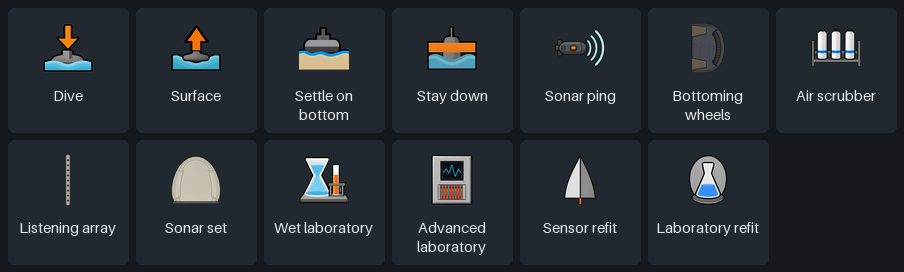 Dive
Surface
Settle on
bottom
Stay down
Sonar ping
Bottoming
wheels
Air scrubber
Listening array
Sonar set
Wet laboratory
Advanced
laboratory
Sensor refit
Laboratory refit